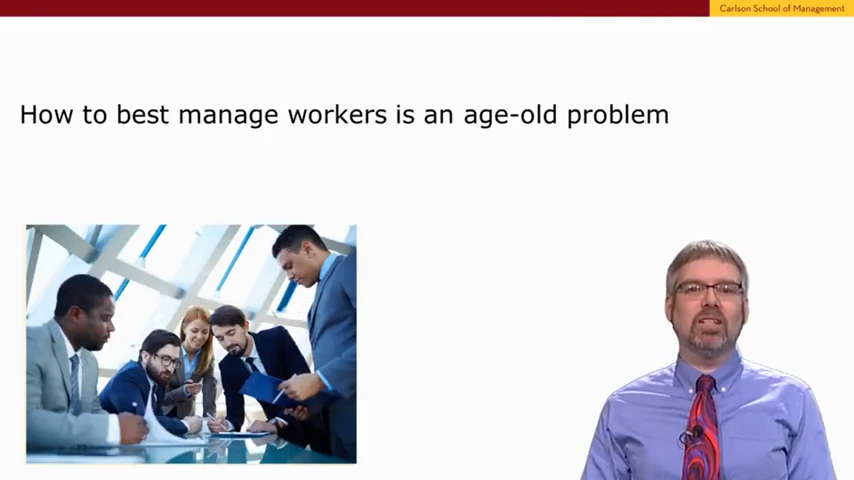 Carlson School of Management
How to best manage workers is an age-old problem